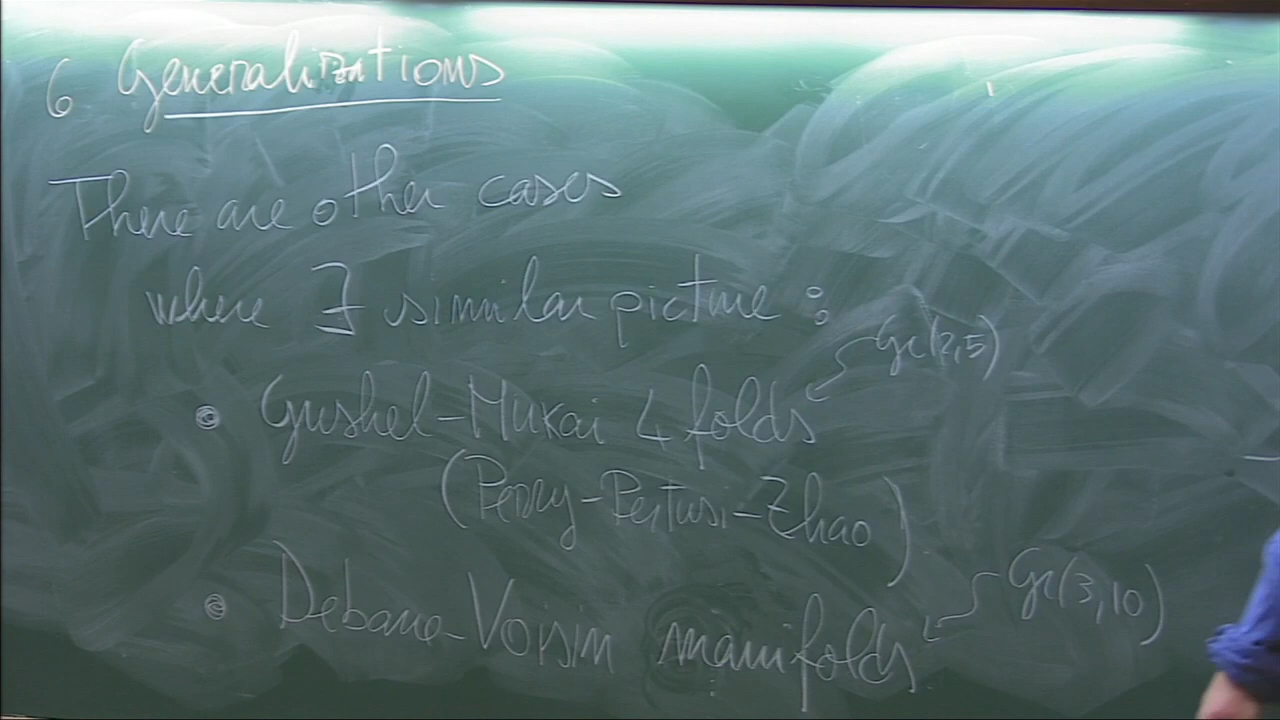 6 Generalizations
There are other cases
where ∃ similar picture :
Gr(2,5)
• Gushel-Mukai 4 folds
(Perry-Pertusi-Zhao)
• Debarre-Voisin manifolds
Gr(3,10)